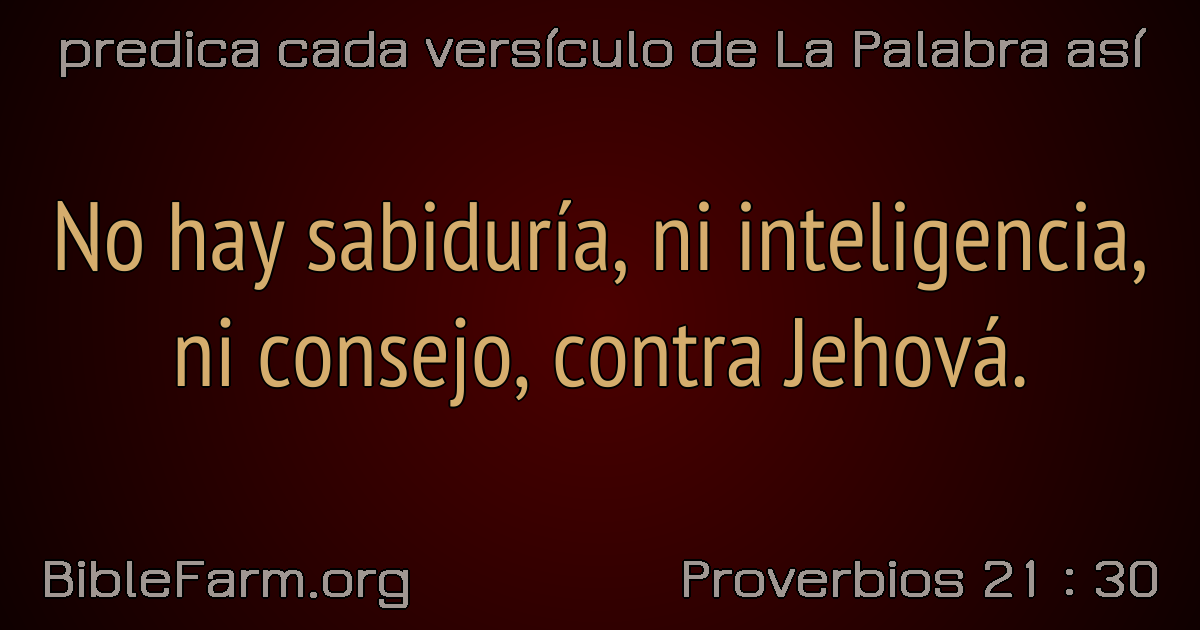 predica cada versículo de La Palabra así
No hay sabiduría, ni inteligencia,
ni consejo, contra Jehová.
BibleFarm.org
Proverbios 21 : 30